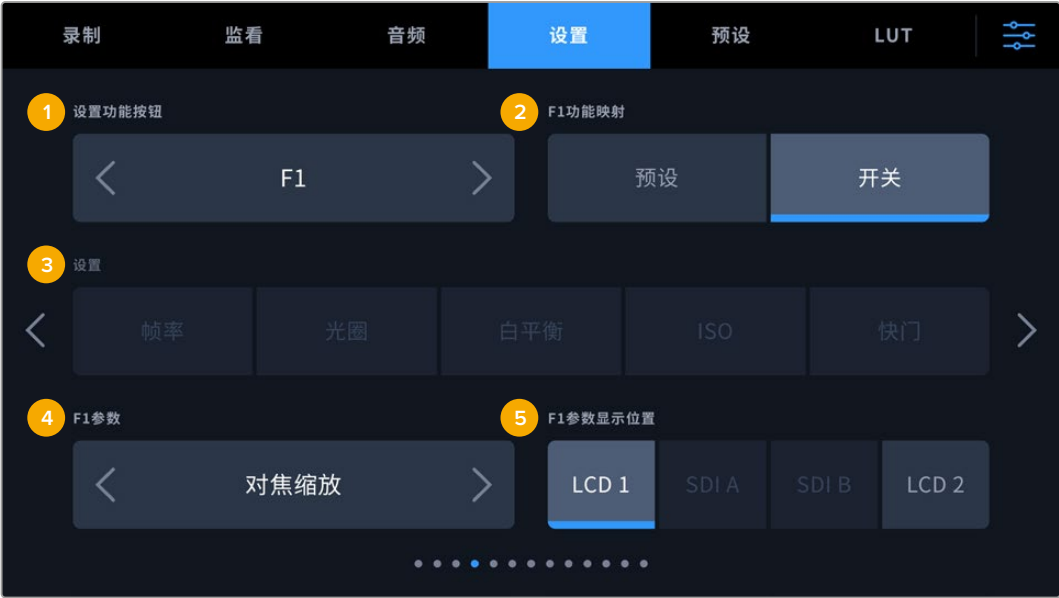 录制 监看 音频 设置 预设 LUT
1 设置功能按钮 2 F1功能映射
F1 预设 开关
3 设置
帧率 光圈 白平衡 ISO 快门
4 F1参数 5 F1参数显示位置
对焦缩放 LCD 1 SDI A SDI B LCD 2